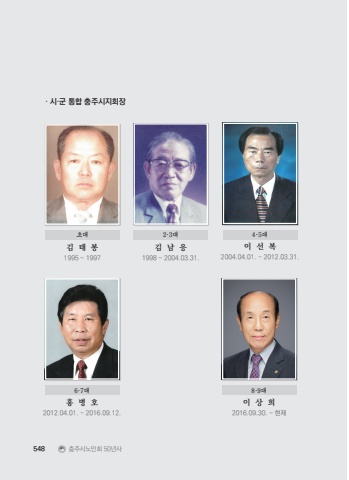 · 시·군 통합 충주시지회장
초대
김 태 봉
1995 ~ 1997
2·3대
김 남 응
1998 ~ 2004.03.31.
4·5대
이 선 복
2004.04.01. ~ 2012.03.31.
6·7대
홍 병 호
2012.04.01. ~ 2016.09.12.
8·9대
이 상 희
2016.09.30. ~ 현재
548 충주시노인회 50년사